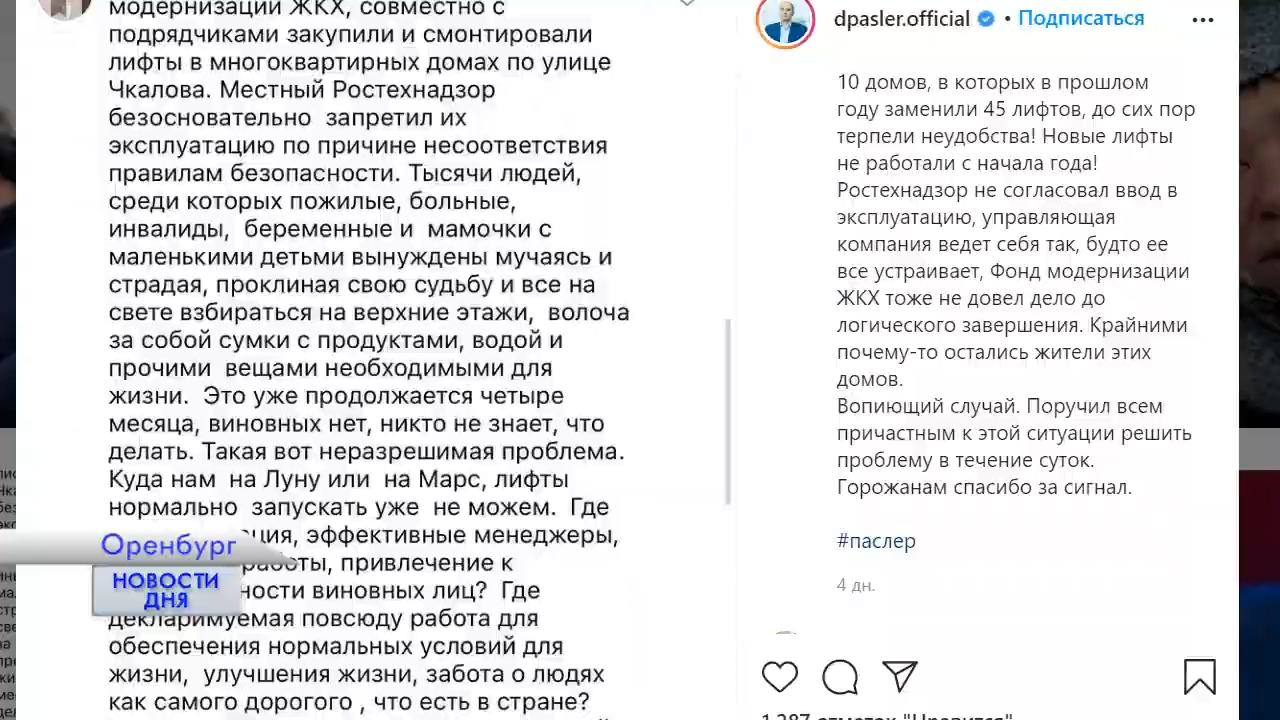 модернизации ЖКХ, совместно с
подрядчиками закупили и смонтировали
лифты в многоквартирных домах по улице
Чкалова. Местный Ростехнадзор
безосновательно запретил их
эксплуатацию по причине несоответствия
правилам безопасности. Тысячи людей,
среди которых пожилые, больные,
инвалиды, беременные и мамочки с
маленькими детьми вынуждены мучаясь и
страдая, проклиная свою судьбу и все на
свете взбираться на верхние этажи, волоча
за собой сумки с продуктами, водой и
прочими вещами необходимыми для
жизни. Это уже продолжается четыре
месяца, виновных нет, никто не знает, что
делать. Такая вот неразрешимая проблема.
Куда нам на Луну или на Марс, лифты
нормально запускать уже не можем. Где
эффективные менеджеры,
работы, привлечение к
виновных лиц? Где
декларируемая повсюду работа для
обеспечения нормальных условий для
жизни, улучшения жизни, забота о людях
как самого дорогого , что есть в стране?
Оренбург
НОВОСТИ
ДНЯ
dpasler.official • Подписаться
10 домов, в которых в прошлом
году заменили 45 лифтов, до сих пор
терпели неудобства! Новые лифты
не работали с начала года!
Ростехнадзор не согласовал ввод в
эксплуатацию, управляющая
компания ведет себя так, будто ее
все устраивает, Фонд модернизации
ЖКХ тоже не довел дело до
логического завершения. Крайними
почему-то остались жители этих
домов.
Вопиющий случай. Поручил всем
причастным к этой ситуации решить
проблему в течение суток.
Горожанам спасибо за сигнал.
#паслер
4 дн.
1 287 отметок "Нравится"